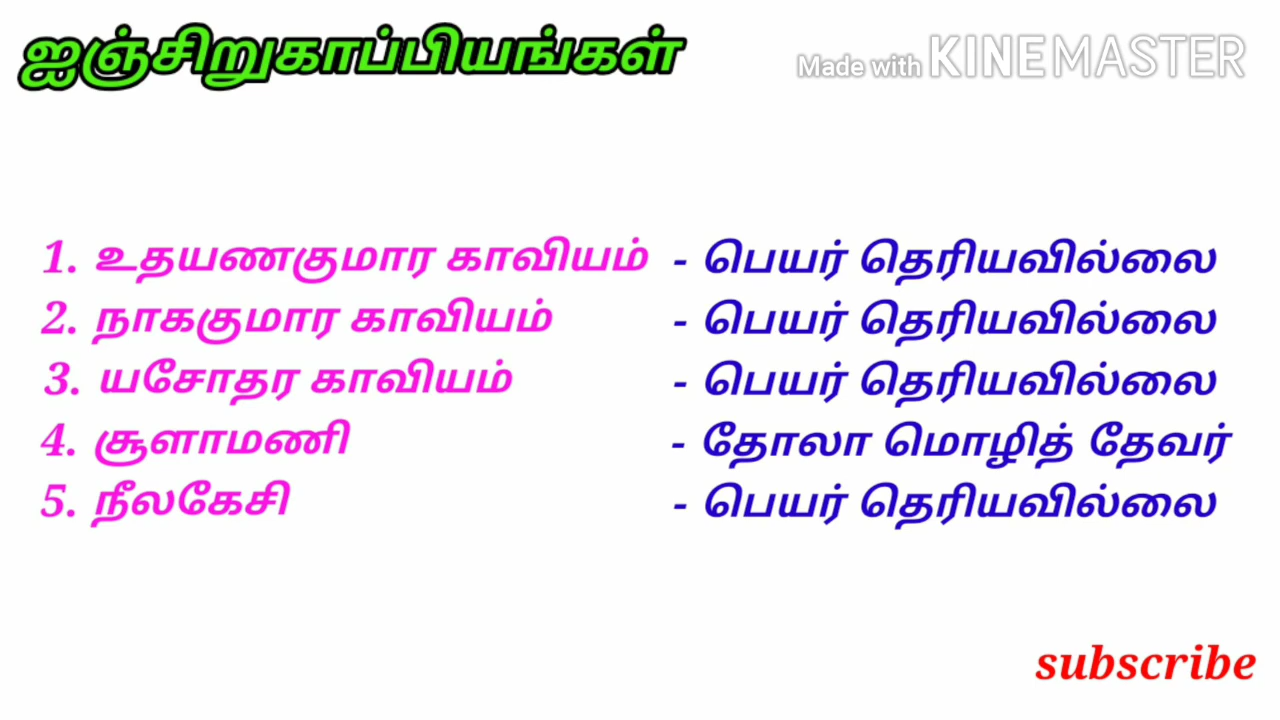 ஐஞ்சிறுகாப்பியங்கள்
Made with KINEMASTER
1. உதயணகுமார காவியம் - பெயர் தெரியவில்லை
2. நாககுமார காவியம் - பெயர் தெரியவில்லை
3. யசோதர காவியம் - பெயர் தெரியவில்லை
4. சூளாமணி - தோலா மொழித் தேவர்
5. நீலகேசி - பெயர் தெரியவில்லை
subscribe